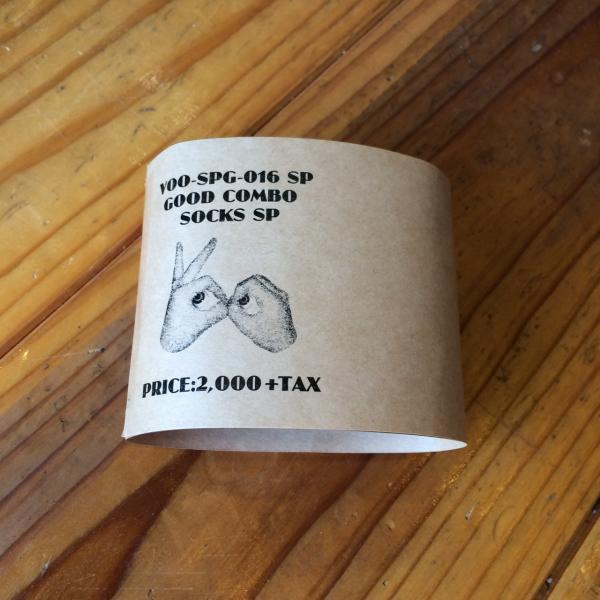 VOO-SPG-016 SP
GOOD COMBO
SOCKS SP
PRICE:2,000+TAX